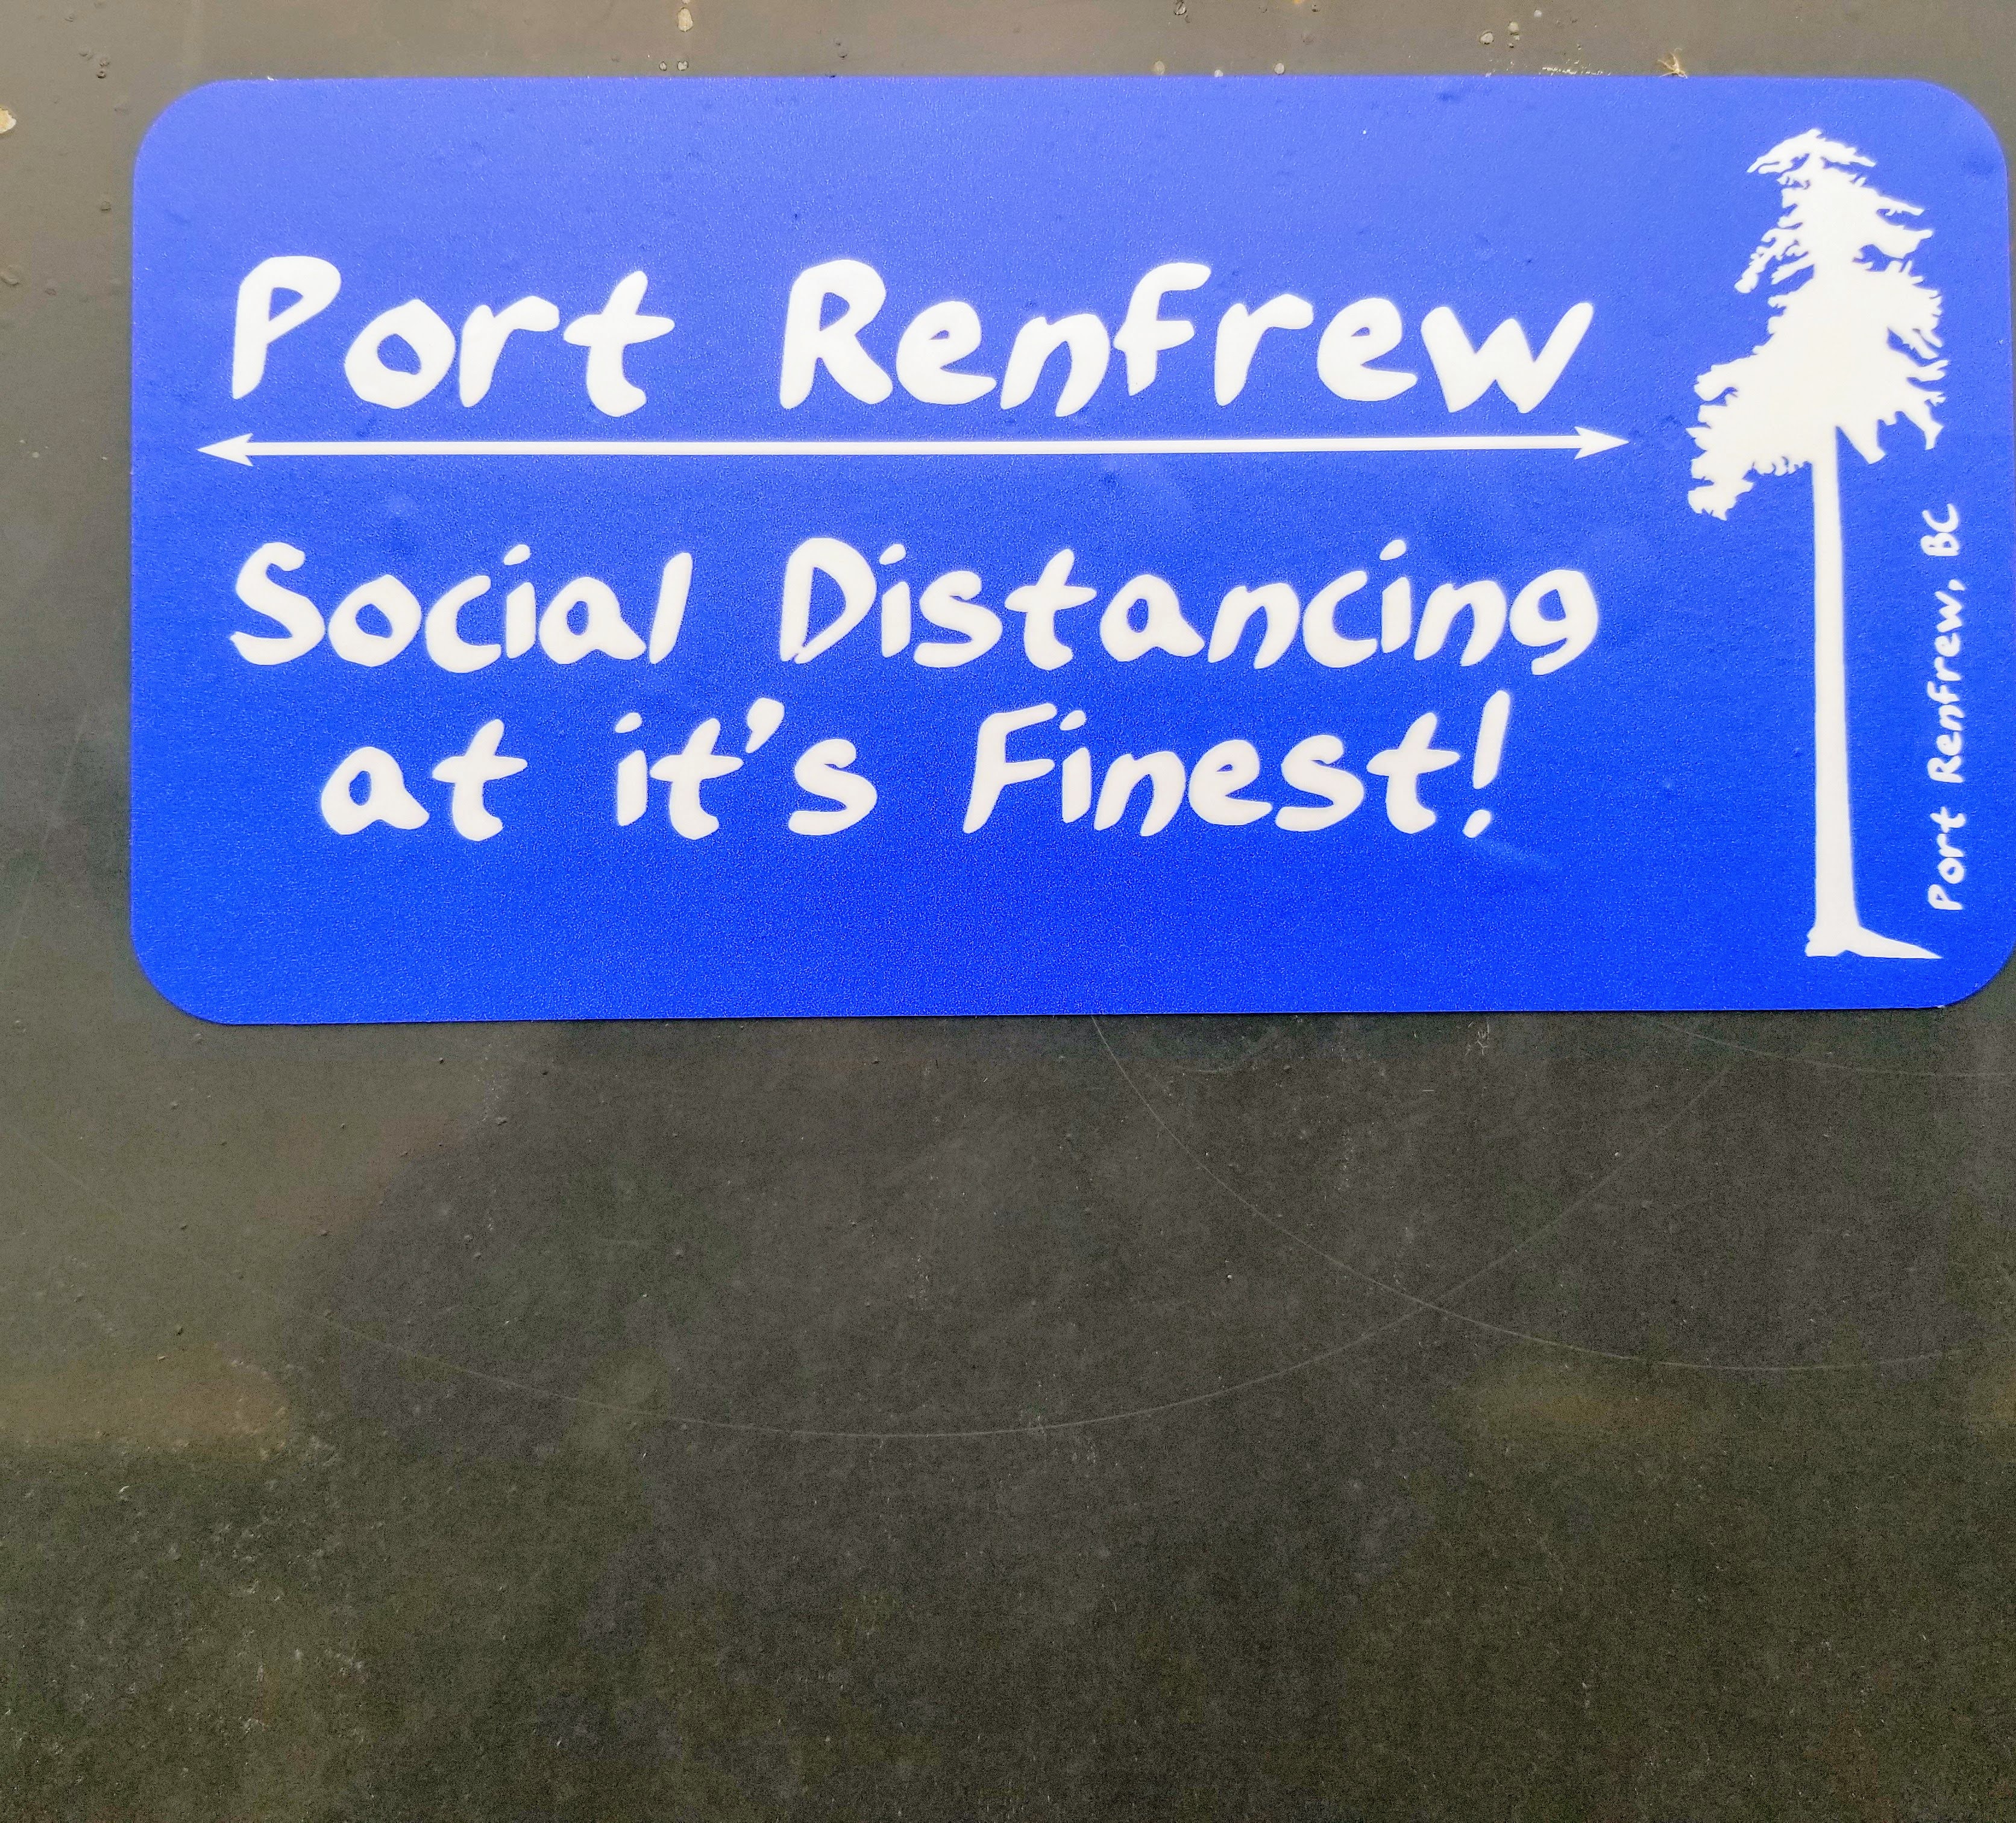 Port Renfrew
Social Distancing
at it's Finest!
Port Renfrew, BC